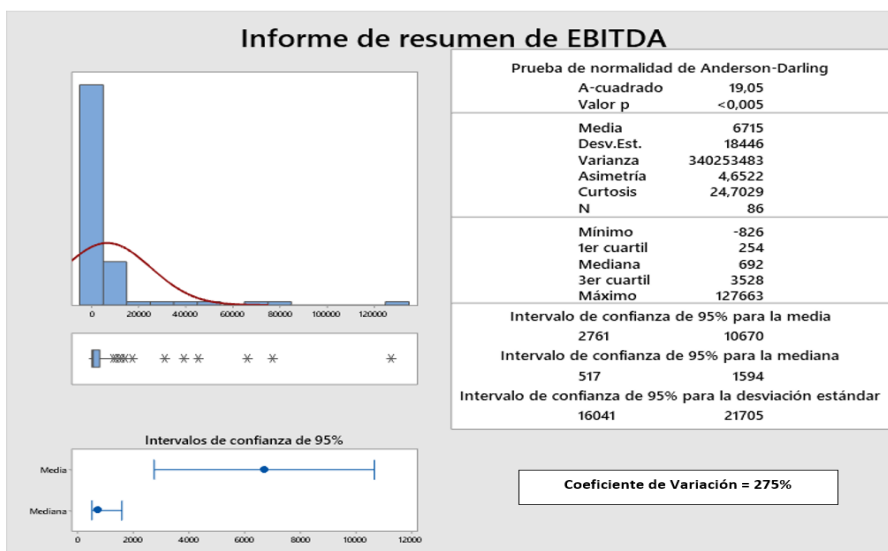 Informe de resumen de EBITDA
0 20000 40000 60000 80000 100000 120000
Intervalos de confianza de 95%
Media
Mediana
0 2000 4000 6000 8000 10000 12000
Prueba de normalidad de Anderson-Darling
A-cuadrado 19,05
Valor p <0,005
Media 6715
Desv.Est. 18446
Varianza 340253483
Asimetría 4,6522
Curtosis 24,7029
N 86
Mínimo -826
1er cuartil 254
Mediana 692
3er cuartil 3528
Máximo 127663
Intervalo de confianza de 95% para la media
2761 10670
Intervalo de confianza de 95% para la mediana
517 1594
Intervalo de confianza de 95% para la desviación estándar
16041 21705
Coeficiente de Variación = 275%